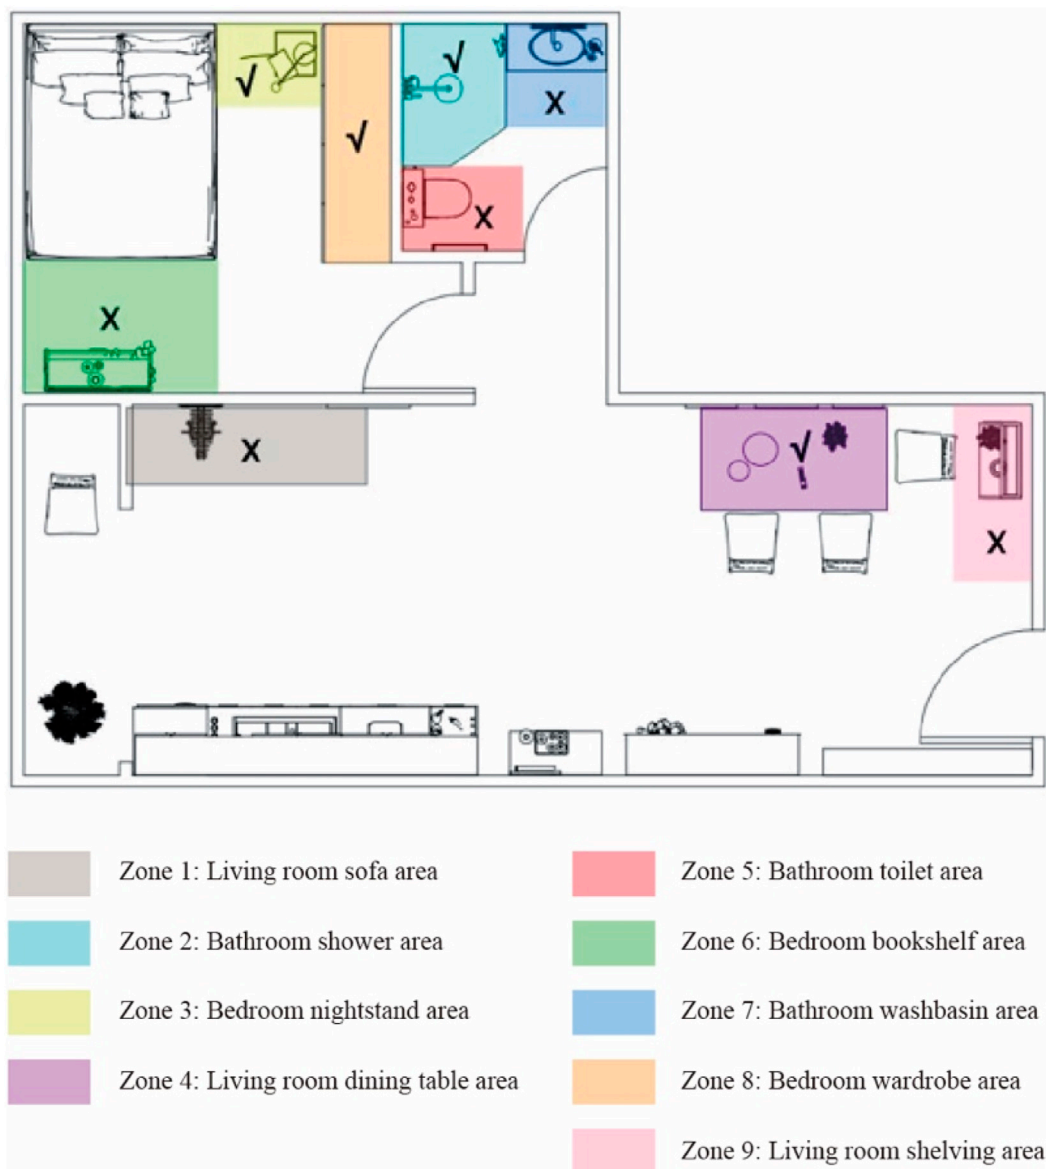 √
√
√
X
X
X
X
√
X
Zone 1: Living room sofa area
Zone 2: Bathroom shower area
Zone 3: Bedroom nightstand area
Zone 4: Living room dining table area
Zone 5: Bathroom toilet area
Zone 6: Bedroom bookshelf area
Zone 7: Bathroom washbasin area
Zone 8: Bedroom wardrobe area
Zone 9: Living room shelving area